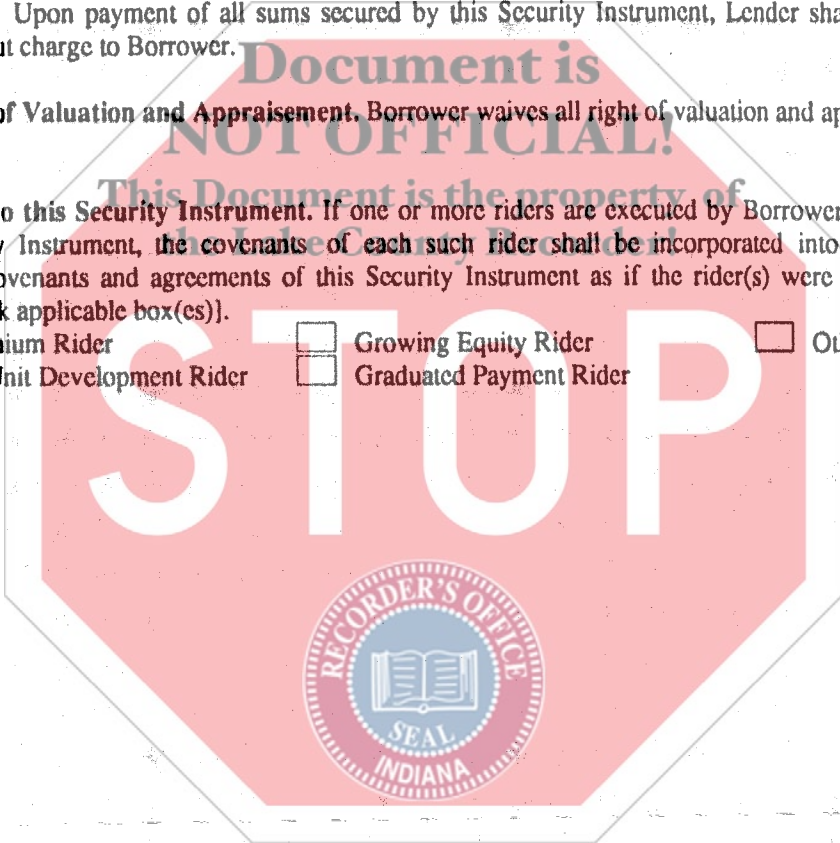 Upon payment of all sums secured by this Security Instrument, Lender sha
ut charge to Borrower.
Document is
of Valuation and Appraisement. Borrower waives all right of valuation and ap
NOT OFFICIAL!
This Document is the property of
o this Security Instrument. If one or more riders are executed by Borrower
the Lake County Recorder!
y Instrument, the covenants of each such rider shall be incorporated into
ovenants and agreements of this Security Instrument as if the rider(s) were
k applicable box(es)].
nium Rider Growing Equity Rider Ot
Unit Development Rider Graduated Payment Rider
STOP
RECORDER'S OFFICE
SEAL
INDIANA